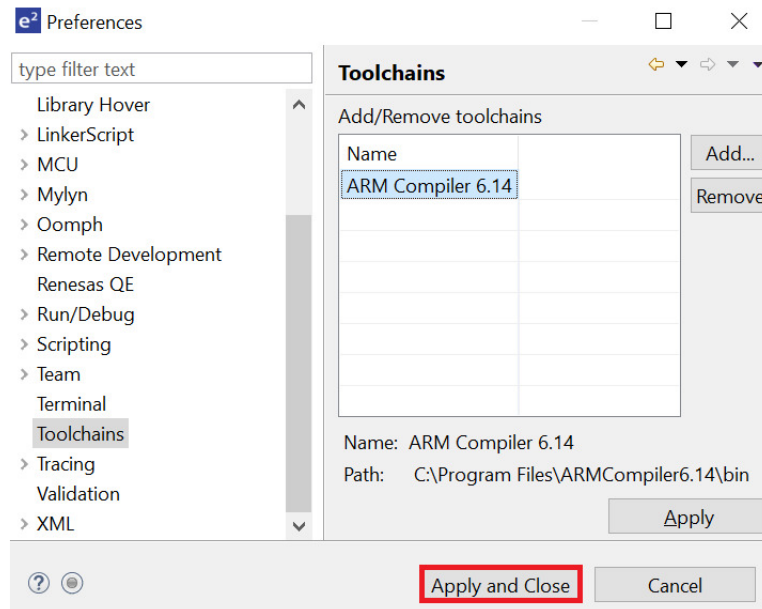 e² Preferences
type filter text
Library Hover
LinkerScript
MCU
Mylyn
Oomph
Remote Development
Renesas QE
Run/Debug
Scripting
Team
Terminal
Toolchains
Tracing
Validation
XML
Toolchains
Add/Remove toolchains
Name
ARM Compiler 6.14
Add...
Remove
Name: ARM Compiler 6.14
Path: C:\Program Files\ARMCompiler6.14\bin
Apply
Apply and Close
Cancel